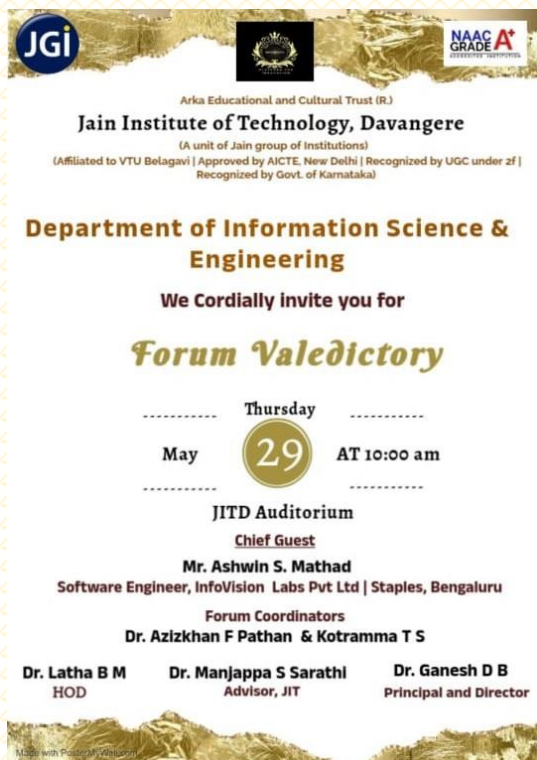 JGi
NAAC
GRADE A+
ACCREDITED INSTITUTION
Arka Educational and Cultural Trust (R.)
Jain Institute of Technology, Davangere
(A unit of Jain group of Institutions)
(Affiliated to VTU Belagavi | Approved by AICTE, New Delhi | Recognized by UGC under 2f |
Recognized by Govt. of Karnataka)
Department of Information Science &
Engineering
We Cordially invite you for
Forum Valedictory
Thursday
May 29 AT 10:00 am
JITD Auditorium
Chief Guest
Mr. Ashwin S. Mathad
Software Engineer, InfoVision Labs Pvt Ltd | Staples, Bengaluru
Forum Coordinators
Dr. Azizkhan F Pathan & Kotramma T S
Dr. Latha B M Dr. Manjappa S Sarathi Dr. Ganesh D B
HOD Advisor, JIT Principal and Director
Made with PosterMyWall.com